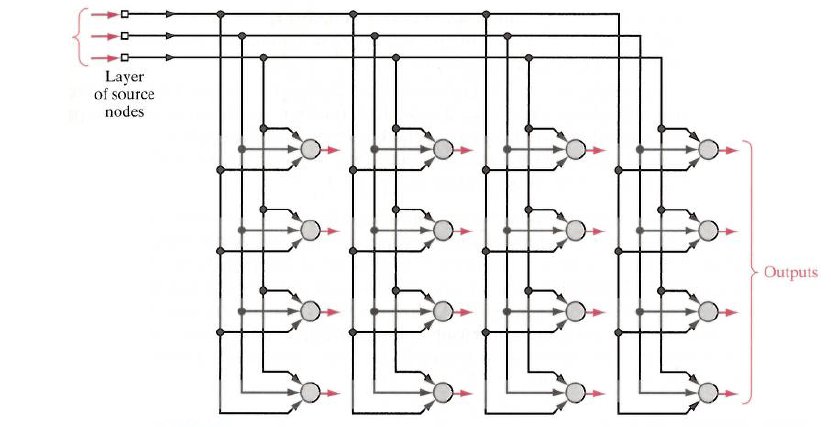 Layer
of source
nodes
Outputs